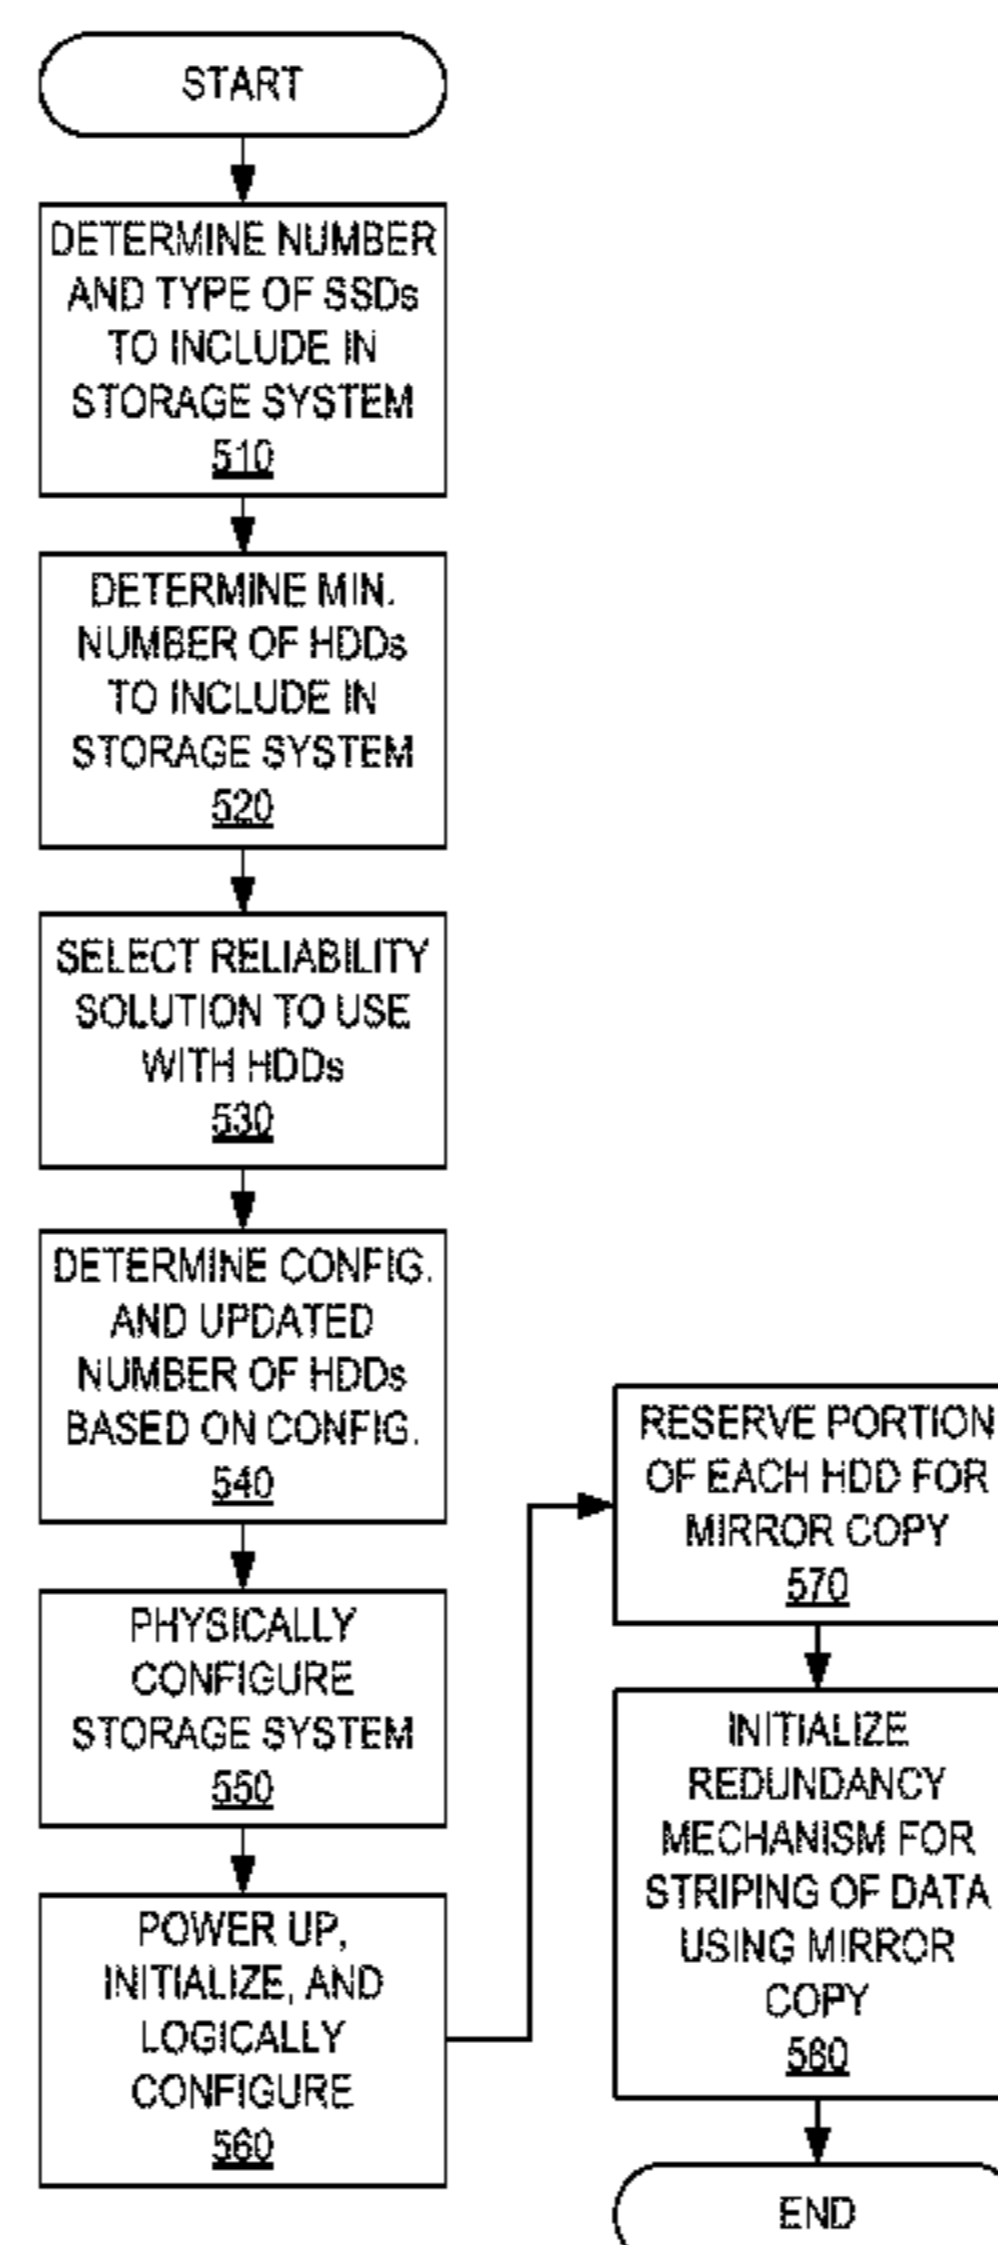 START
DETERMINE NUMBER
AND TYPE OF SSDs
TO INCLUDE IN
STORAGE SYSTEM
510
DETERMINE MIN.
NUMBER OF HDDs
TO INCLUDE IN
STORAGE SYSTEM
520
SELECT RELIABILITY
SOLUTION TO USE
WITH HDDs
530
DETERMINE CONFIG.
AND UPDATED
NUMBER OF HDDs
BASED ON CONFIG.
540
PHYSICALLY
CONFIGURE
STORAGE SYSTEM
550
POWER UP,
INITIALIZE, AND
LOGICALLY
CONFIGURE
560
RESERVE PORTION
OF EACH HDD FOR
MIRROR COPY
570
INITIALIZE
REDUNDANCY
MECHANISM FOR
STRIPING OF DATA
USING MIRROR
COPY
580
END